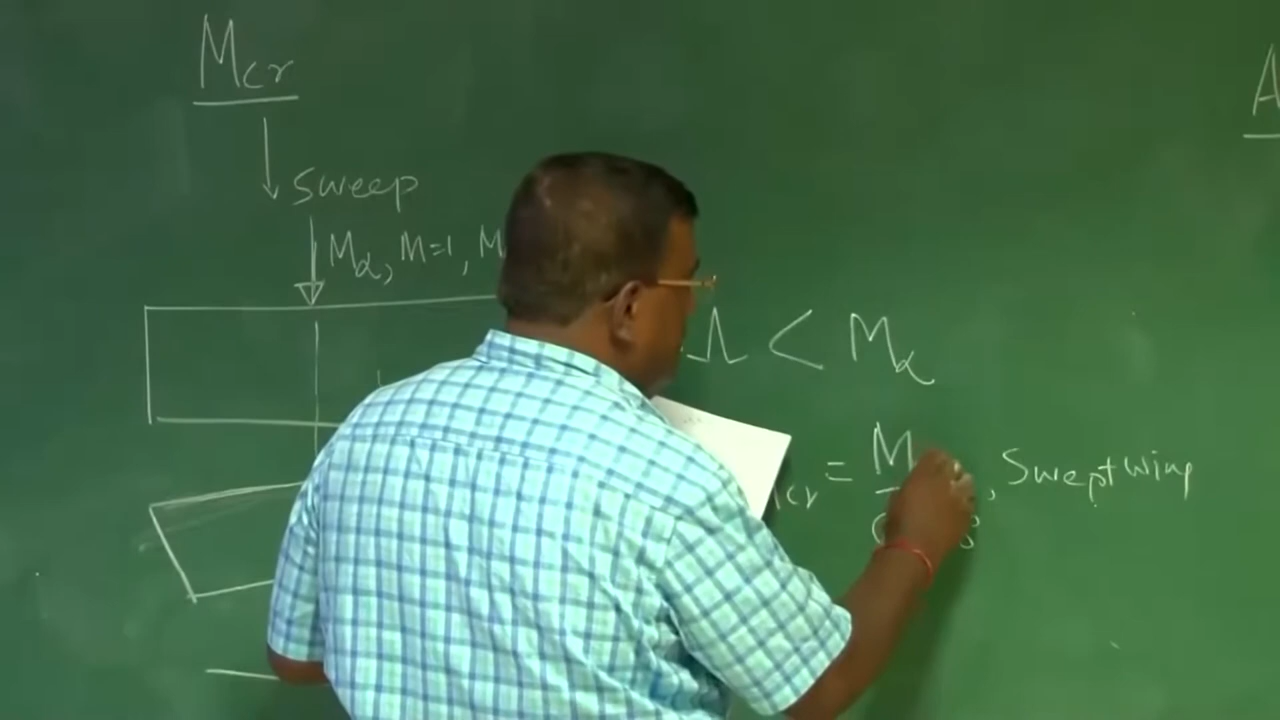 Mcr
A
↓ Sweep
Mα, M=1, M
Λ < Mα
cr = M , Swept Wing